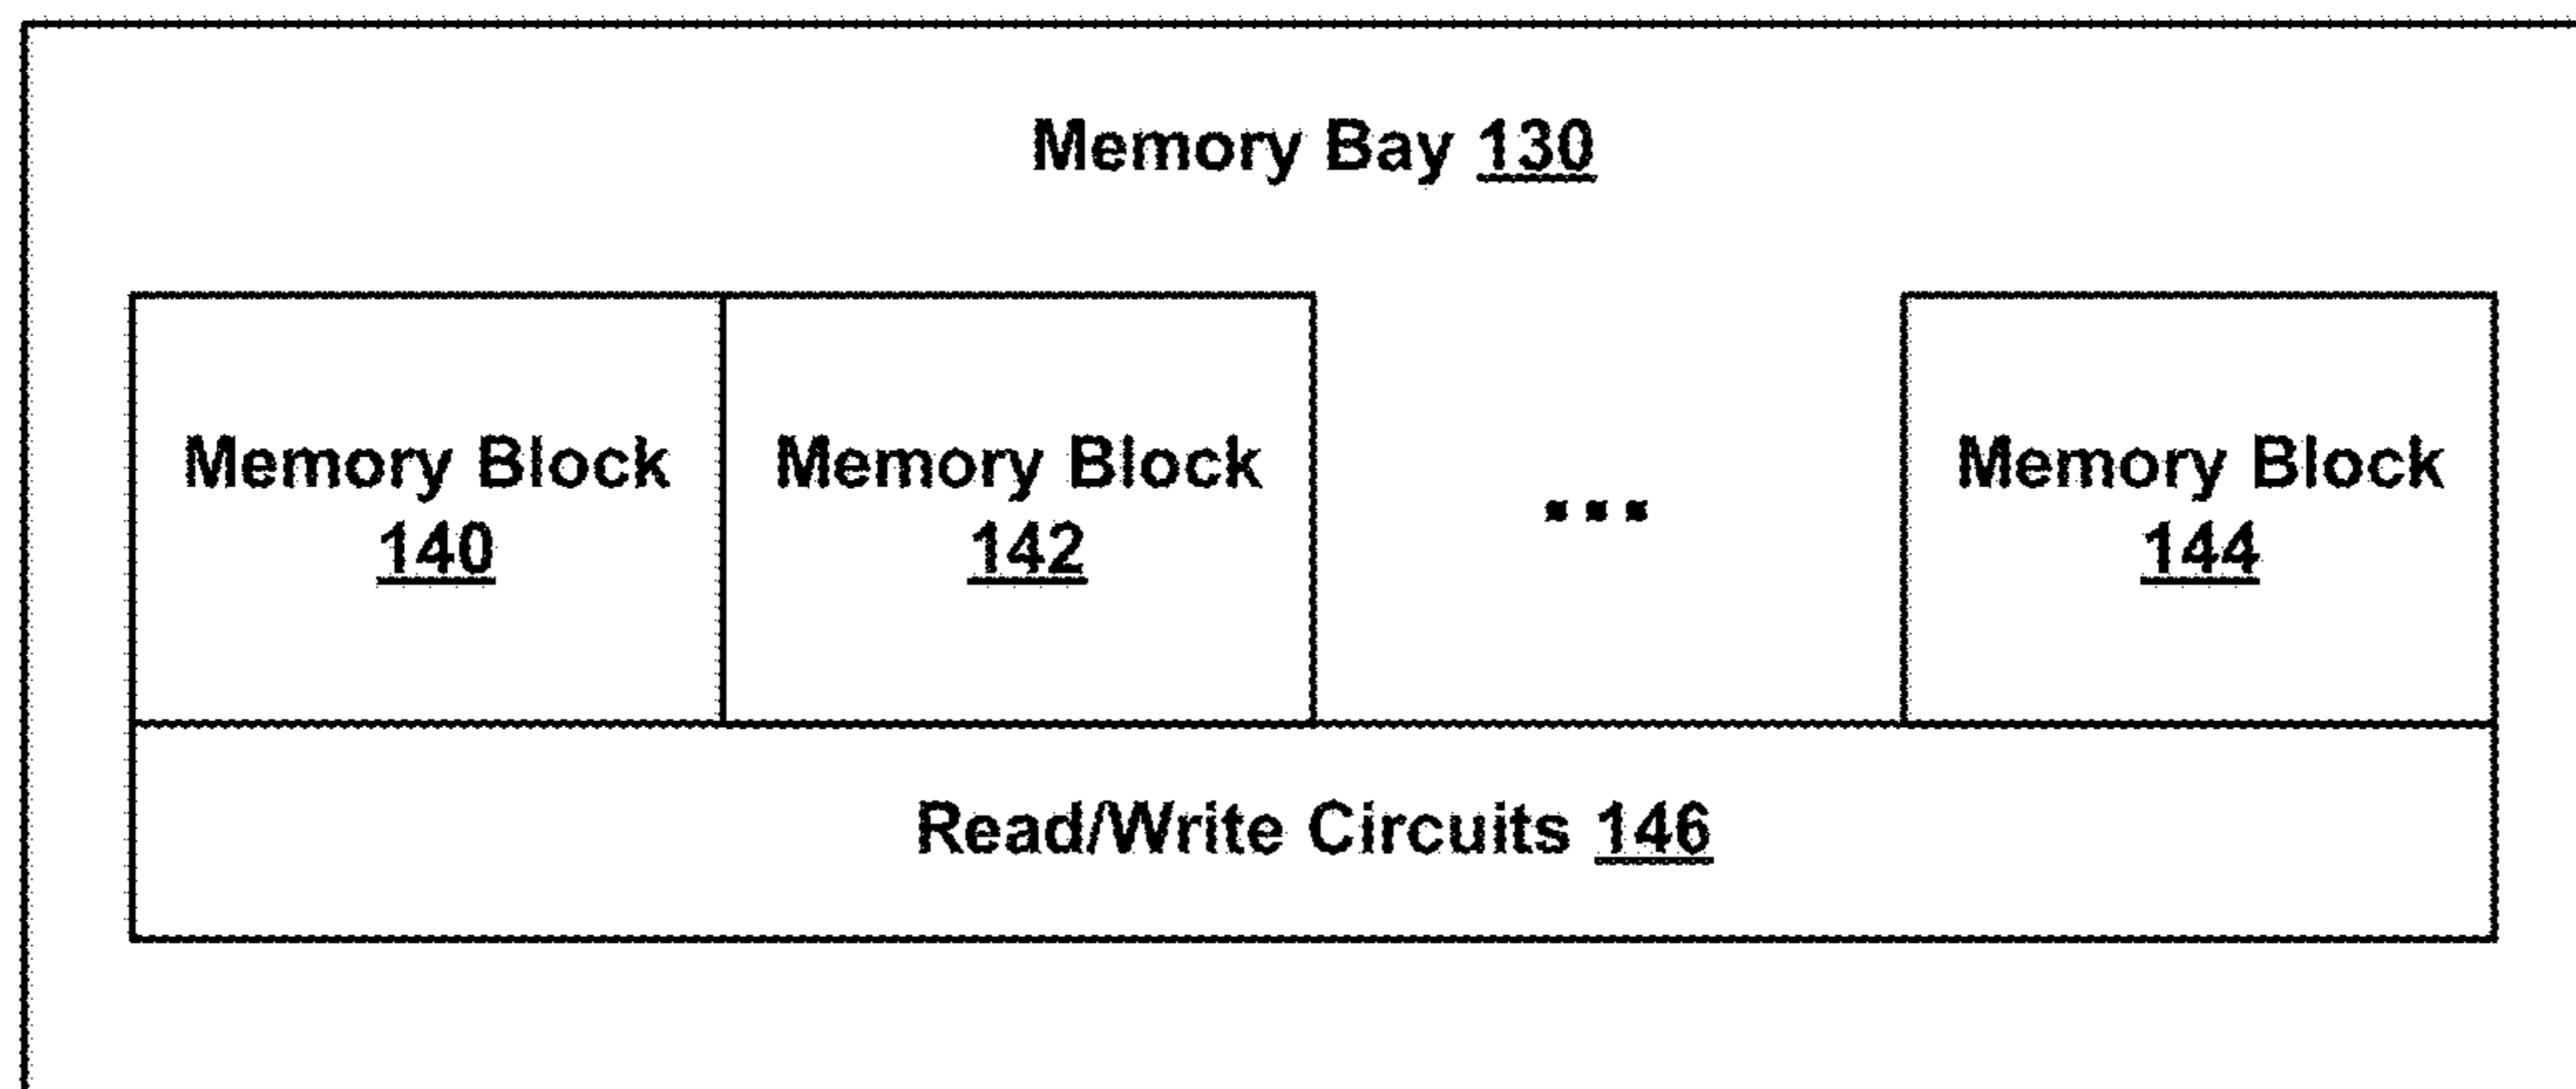 Memory Bay 130
Memory Block
140
Memory Block
142
...
Memory Block
144
Read/Write Circuits 146